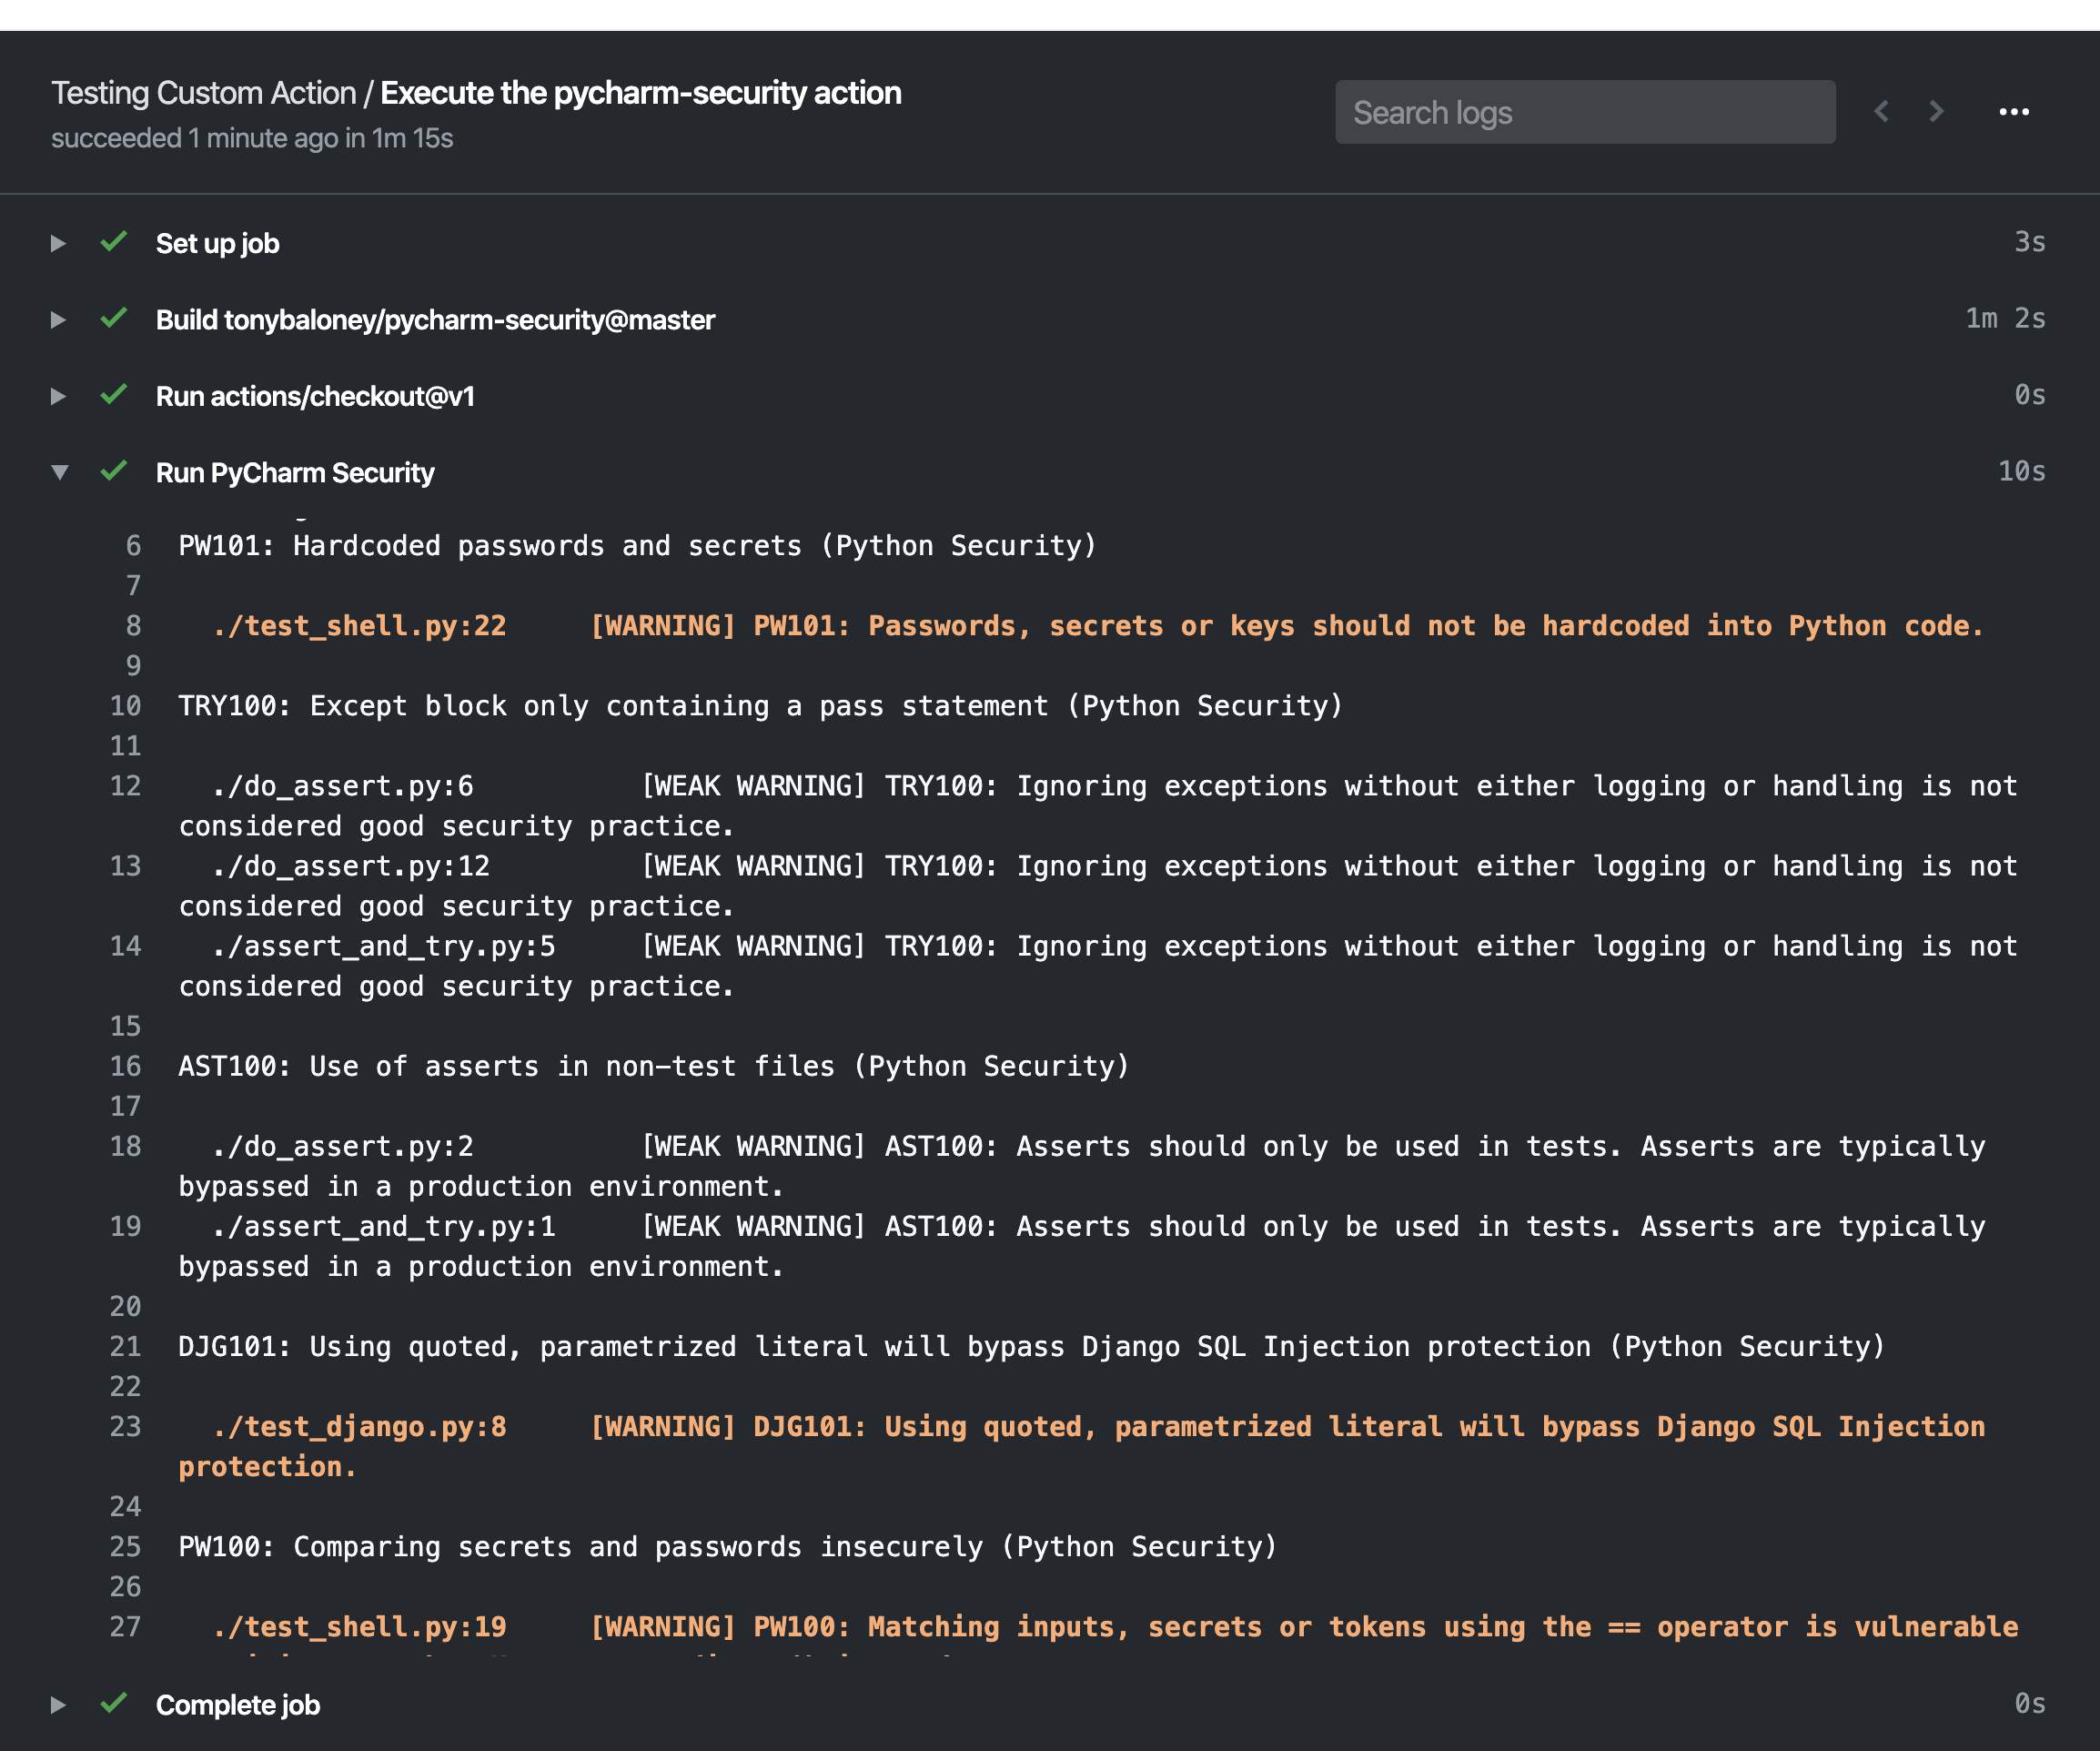 Testing Custom Action / Execute the pycharm-security action
succeeded 1 minute ago in 1m 15s
Search logs
Set up job 3s
Build tonybaloney/pycharm-security@master 1m 2s
Run actions/checkout@v1 0s
Run PyCharm Security 10s
6 PW101: Hardcoded passwords and secrets (Python Security)
7
8 ./test_shell.py:22 [WARNING] PW101: Passwords, secrets or keys should not be hardcoded into Python code.
9
10 TRY100: Except block only containing a pass statement (Python Security)
11
12 ./do_assert.py:6 [WEAK WARNING] TRY100: Ignoring exceptions without either logging or handling is not
considered good security practice.
13 ./do_assert.py:12 [WEAK WARNING] TRY100: Ignoring exceptions without either logging or handling is not
considered good security practice.
14 ./assert_and_try.py:5 [WEAK WARNING] TRY100: Ignoring exceptions without either logging or handling is not
considered good security practice.
15
16 AST100: Use of asserts in non-test files (Python Security)
17
18 ./do_assert.py:2 [WEAK WARNING] AST100: Asserts should only be used in tests. Asserts are typically
bypassed in a production environment.
19 ./assert_and_try.py:1 [WEAK WARNING] AST100: Asserts should only be used in tests. Asserts are typically
bypassed in a production environment.
20
21 DJG101: Using quoted, parametrized literal will bypass Django SQL Injection protection (Python Security)
22
23 ./test_django.py:8 [WARNING] DJG101: Using quoted, parametrized literal will bypass Django SQL Injection
protection.
24
25 PW100: Comparing secrets and passwords insecurely (Python Security)
26
27 ./test_shell.py:19 [WARNING] PW100: Matching inputs, secrets or tokens using the == operator is vulnerable
Complete job 0s